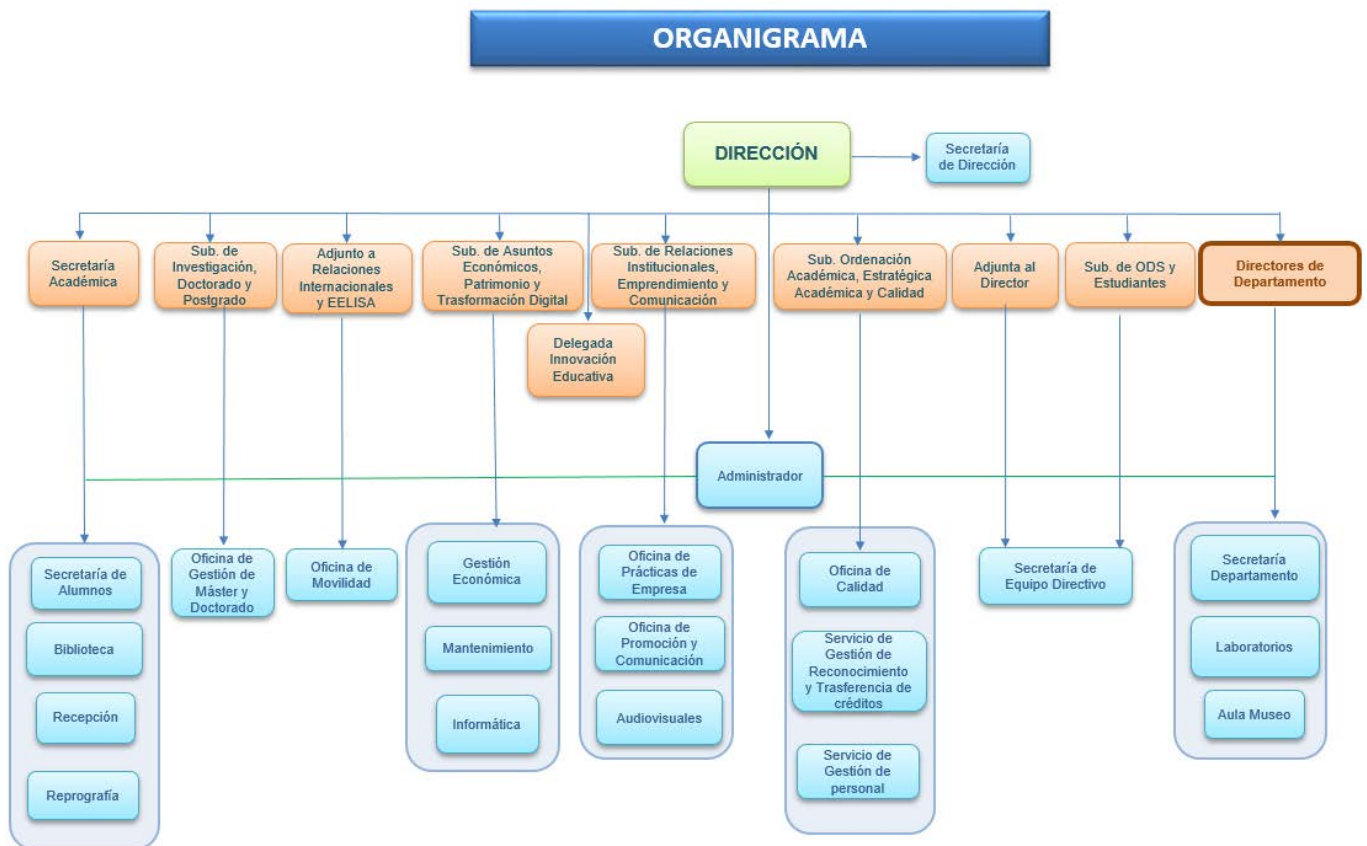 ORGANIGRAMA
DIRECCIÓN
Secretaría
de Dirección
Secretaría
Académica
Sub. de
Investigación,
Doctorado y
Postgrado
Adjunto a
Relaciones
Internacionales
y EELISA
Sub. de Asuntos
Económicos,
Patrimonio y
Trasformación Digital
Delegada
Innovación
Educativa
Sub. de Relaciones
Institucionales,
Emprendimiento y
Comunicación
Sub. Ordenación
Académica, Estratégica
Académica y Calidad
Adjunta al
Director
Sub. de ODS y
Estudiantes
Directores de
Departamento
Administrador
Secretaría de
Alumnos
Biblioteca
Recepción
Reprografía
Oficina de
Gestión de
Máster y
Doctorado
Oficina de
Movilidad
Gestión
Económica
Mantenimiento
Informática
Oficina de
Prácticas de
Empresa
Oficina de
Promoción y
Comunicación
Audiovisuales
Oficina de
Calidad
Servicio de
Gestión de
Reconocimiento
y Trasferencia de
créditos
Servicio de
Gestión de
personal
Secretaría de
Equipo Directivo
Secretaría
Departamento
Laboratorios
Aula Museo